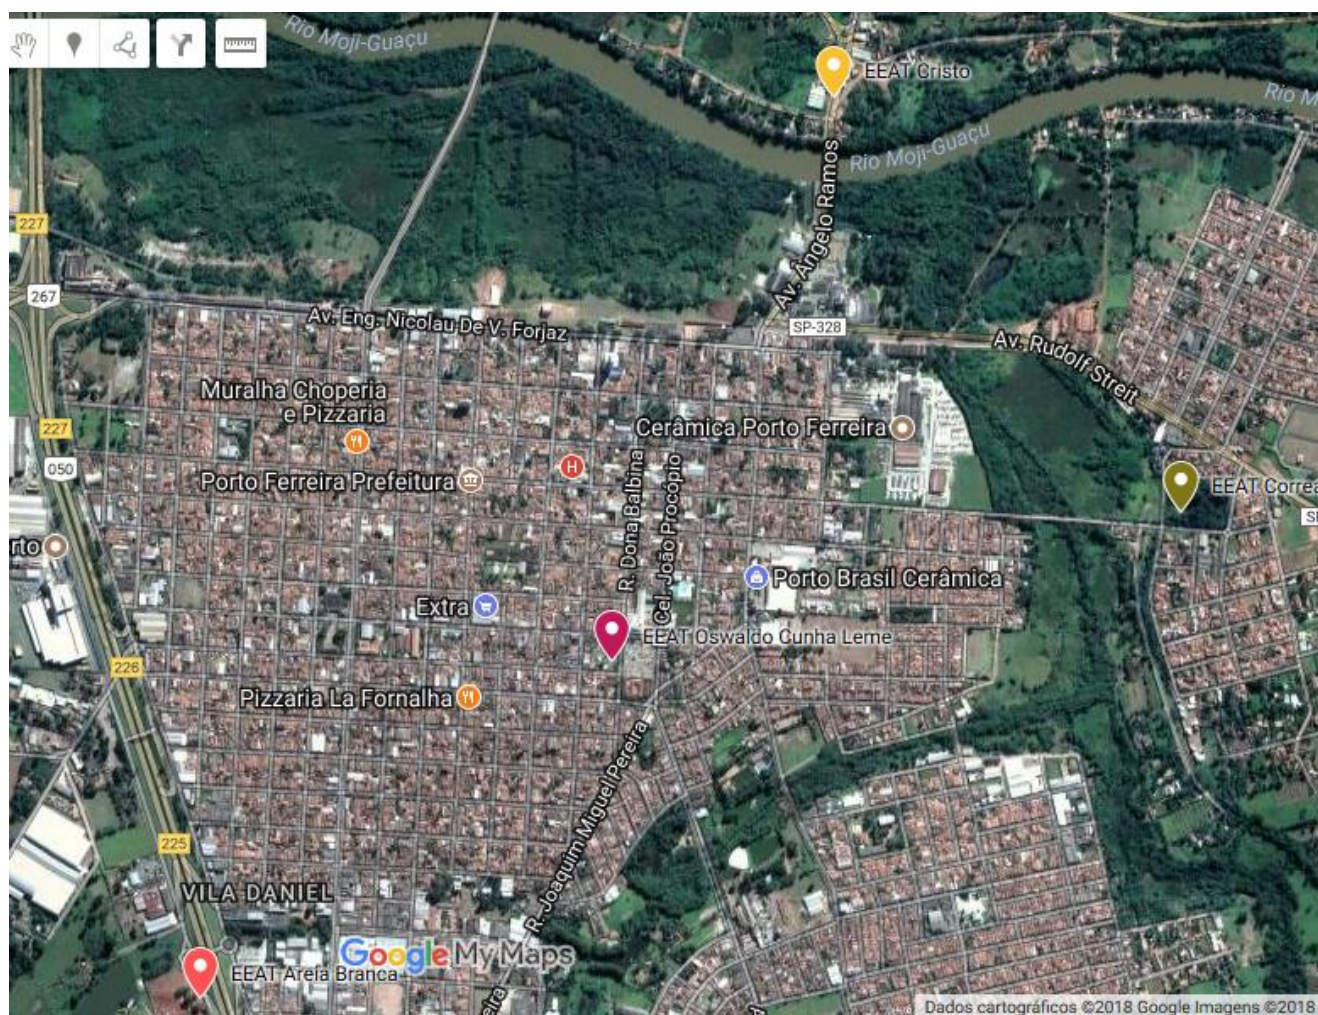 Rio Moji-Guaçu
EEAT Cristo
Rio M
Rio Moji-Guaçu
Av. Ângelo Ramos
227
267
Av. Eng. Nicolau De V. Forjaz
SP-328
Av. Rudolf Streit
Muralha Choperia
e Pizzaria
227
Cerâmica Porto Ferreira
050
Porto Ferreira Prefeitura
H
R. Dona Balbina
R. Cel. João Procópio
EEAT Correa
SP
rto
Porto Brasil Cerâmica
Extra
EEAT Oswaldo Cunha Leme
226
Pizzaria La Fornalha
R. Joaquim Miguel Pereira
225
VILA DANIEL
Google My Maps
EEAT Areia Branca
eira
Dados cartográficos ©2018 Google Imagens ©2018